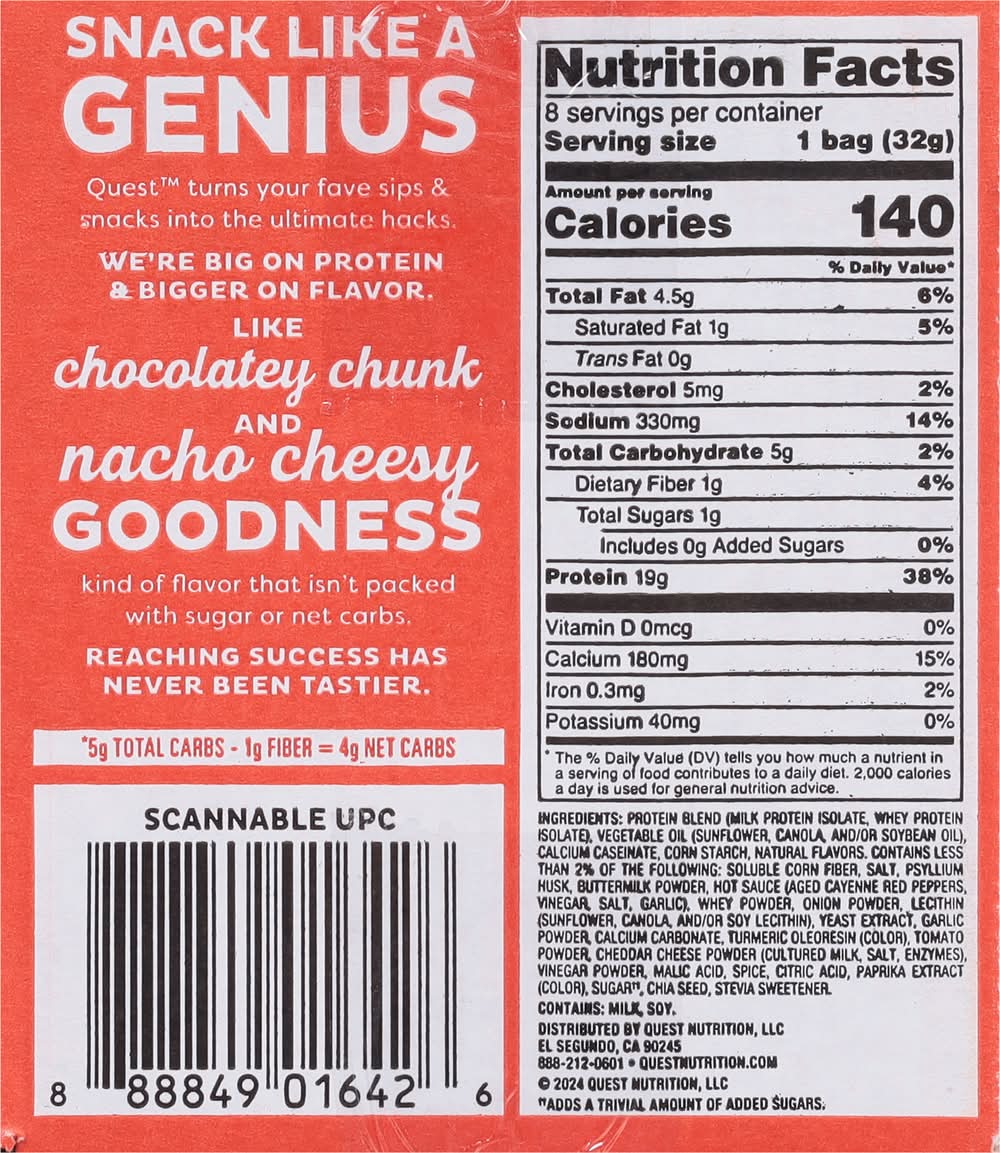 SNACK LIKE A
GENIUS
Quest™ turns your fave sips &
snacks into the ultimate hacks.
WE'RE BIG ON PROTEIN
& BIGGER ON FLAVOR.
LIKE
chocolatey chunk
AND
nacho cheesy
GOODNESS
kind of flavor that isn't packed
with sugar or net carbs.
REACHING SUCCESS HAS
NEVER BEEN TASTIER.
*5g TOTAL CARBS - 1g FIBER = 4g NET CARBS
SCANNABLE UPC
8 88849 01642 6
Nutrition Facts
8 servings per container
Serving size 1 bag (32g)
Amount per serving
Calories 140
% Daily Value*
Total Fat 4.5g 6%
Saturated Fat 1g 5%
Trans Fat 0g
Cholesterol 5mg 2%
Sodium 330mg 14%
Total Carbohydrate 5g 2%
Dietary Fiber 1g 4%
Total Sugars 1g
Includes 0g Added Sugars 0%
Protein 19g 38%
Vitamin D 0mcg 0%
Calcium 180mg 15%
Iron 0.3mg 2%
Potassium 40mg 0%
* The % Daily Value (DV) tells you how much a nutrient in
a serving of food contributes to a daily diet. 2,000 calories
a day is used for general nutrition advice.
INGREDIENTS: PROTEIN BLEND (MILK PROTEIN ISOLATE, WHEY PROTEIN
ISOLATE), VEGETABLE OIL (SUNFLOWER, CANOLA, AND/OR SOYBEAN OIL),
CALCIUM CASEINATE, CORN STARCH, NATURAL FLAVORS. CONTAINS LESS
THAN 2% OF THE FOLLOWING: SOLUBLE CORN FIBER, SALT, PSYLLIUM
HUSK, BUTTERMILK POWDER, HOT SAUCE (AGED CAYENNE RED PEPPERS,
VINEGAR, SALT, GARLIC), WHEY POWDER, ONION POWDER, LECITHIN
(SUNFLOWER, CANOLA, AND/OR SOY LECITHIN), YEAST EXTRACT, GARLIC
POWDER, CALCIUM CARBONATE, TURMERIC OLEORESIN (COLOR), TOMATO
POWDER, CHEDDAR CHEESE POWDER (CULTURED MILK, SALT, ENZYMES),
VINEGAR POWDER, MALIC ACID, SPICE, CITRIC ACID, PAPRIKA EXTRACT
(COLOR), SUGAR††, CHIA SEED, STEVIA SWEETENER.
CONTAINS: MILK, SOY.
DISTRIBUTED BY QUEST NUTRITION, LLC
EL SEGUNDO, CA 90245
888-212-0601 • QUESTNUTRITION.COM
© 2024 QUEST NUTRITION, LLC
††ADDS A TRIVIAL AMOUNT OF ADDED SUGARS.